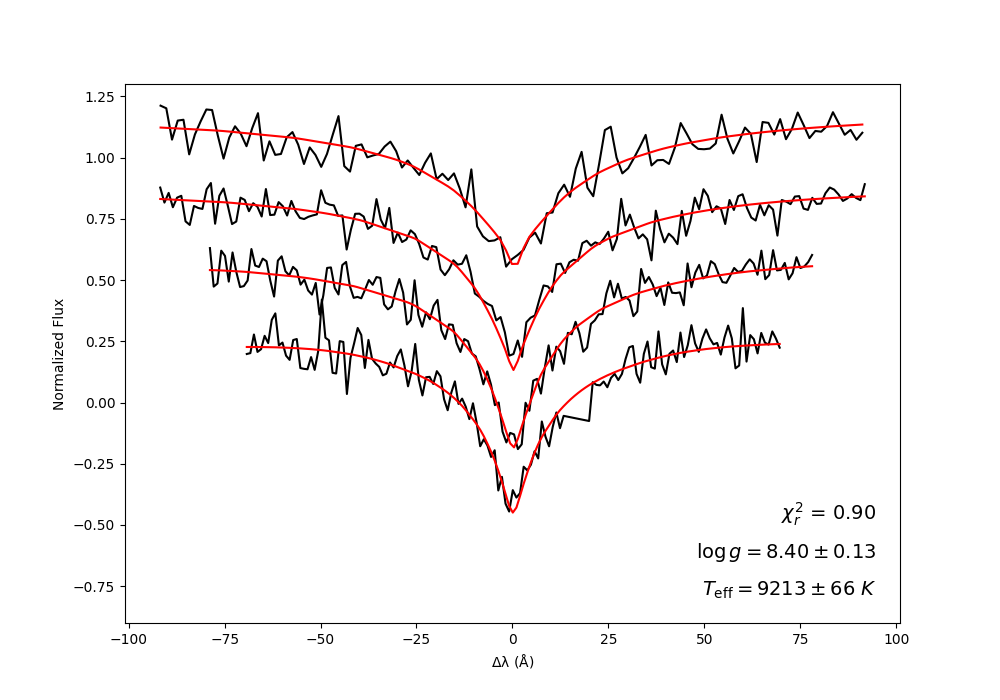 1.25
1.00
0.75
0.50
0.25
0.00
−0.25
−0.50
−0.75
Normalized Flux
χ²ᵣ = 0.90
log g = 8.40 ± 0.13
T_eff = 9213 ± 66 K
−100 −75 −50 −25 0 25 50 75 100
Δλ (Å)